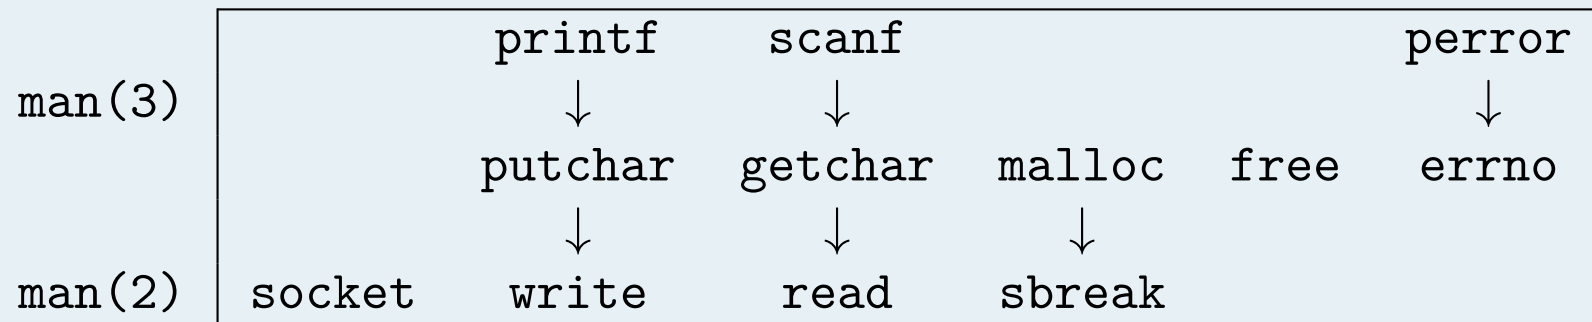 printf scanf perror
man(3) ↓ ↓ ↓
putchar getchar malloc free errno
↓ ↓ ↓
man(2) socket write read sbreak